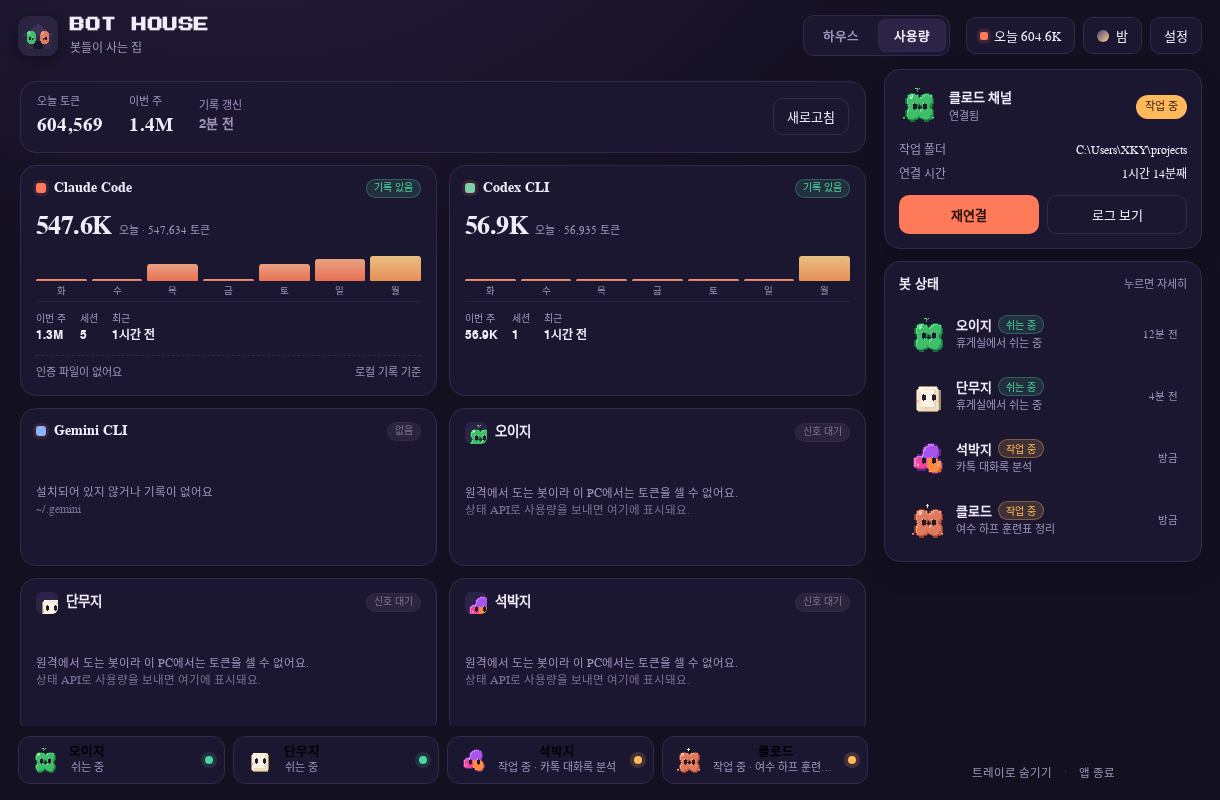 BOT HOUSE
봇들이 사는 집
하우스
사용량
오늘 604.6K
밤
설정
오늘 토큰
604,569
이번 주
1.4M
기록 갱신
2분 전
새로고침
Claude Code
기록 있음
547.6K 오늘 · 547,634 토큰
화 수 목 금 토 일 월
이번 주 세션 최근
1.3M 5 1시간 전
인증 파일이 없어요
로컬 기록 기준
Codex CLI
기록 있음
56.9K 오늘 · 56,935 토큰
화 수 목 금 토 일 월
이번 주 세션 최근
56.9K 1 1시간 전
Gemini CLI
없음
설치되어 있지 않거나 기록이 없어요
~/.gemini
오이지
신호 대기
원격에서 도는 봇이라 이 PC에서는 토큰을 셀 수 없어요.
상태 API로 사용량을 보내면 여기에 표시돼요.
단무지
신호 대기
원격에서 도는 봇이라 이 PC에서는 토큰을 셀 수 없어요.
상태 API로 사용량을 보내면 여기에 표시돼요.
석박지
신호 대기
원격에서 도는 봇이라 이 PC에서는 토큰을 셀 수 없어요.
상태 API로 사용량을 보내면 여기에 표시돼요.
오이지
쉬는 중
단무지
쉬는 중
석박지
작업 중 · 카톡 대화록 분석
클로드
작업 중 · 여수 하프 훈련…
클로드 채널
연결됨
작업 중
작업 폴더
C:\Users\XKY\projects
연결 시간
1시간 14분째
재연결
로그 보기
봇 상태
누르면 자세히
오이지 쉬는 중
휴게실에서 쉬는 중
12분 전
단무지 쉬는 중
휴게실에서 쉬는 중
4분 전
석박지 작업 중
카톡 대화록 분석
방금
클로드 작업 중
여수 하프 훈련표 정리
방금
트레이로 숨기기 · 앱 종료